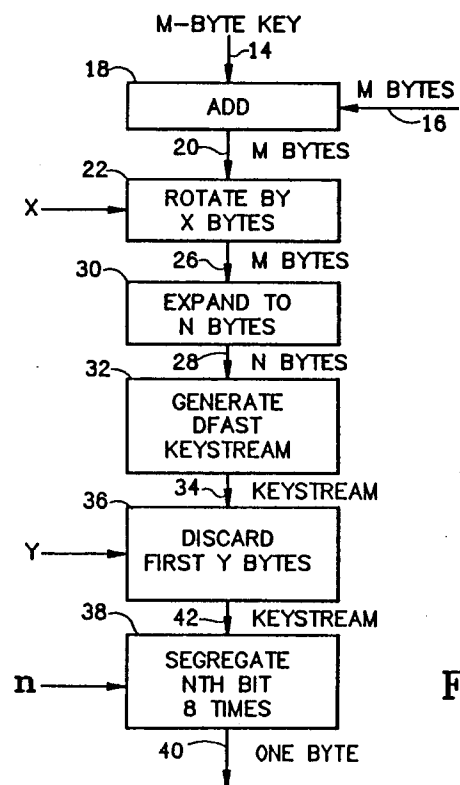 M-BYTE KEY
14
18
ADD
M BYTES
16
20
M BYTES
22
X
ROTATE BY
X BYTES
26
M BYTES
30
EXPAND TO
N BYTES
28
N BYTES
32
GENERATE
DFAST
KEYSTREAM
34
KEYSTREAM
36
Y
DISCARD
FIRST Y BYTES
42
KEYSTREAM
38
n
SEGREGATE
NTH BIT
8 TIMES
F
40
ONE BYTE